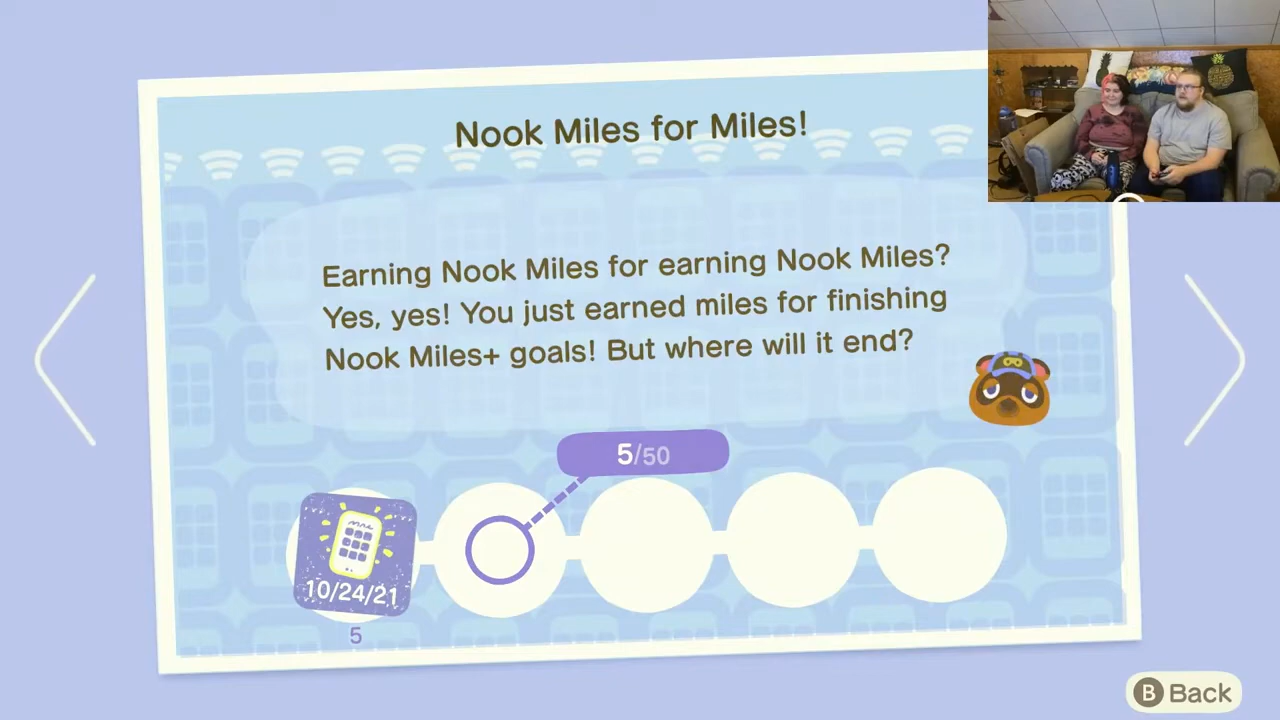 Nook Miles for Miles!
Earning Nook Miles for earning Nook Miles?
Yes, yes! You just earned miles for finishing
Nook Miles+ goals! But where will it end?
5/50
10/24/21
5
B Back